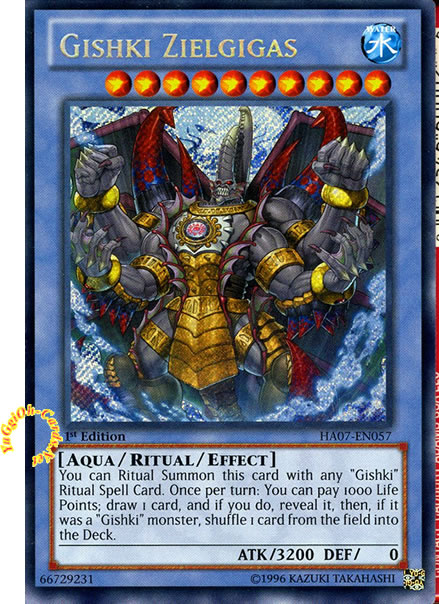 GISHKI ZIELGIGAS
WATER
水
1st Edition
HA07-EN057
[AQUA/RITUAL/EFFECT]
You can Ritual Summon this card with any "Gishki"
Ritual Spell Card. Once per turn: You can pay 1000 Life
Points; draw 1 card, and if you do, reveal it, then, if it
was a "Gishki" monster, shuffle 1 card from the field into
the Deck.
ATK/3200 DEF/ 0
66729231
©1996 KAZUKI TAKAHASHI